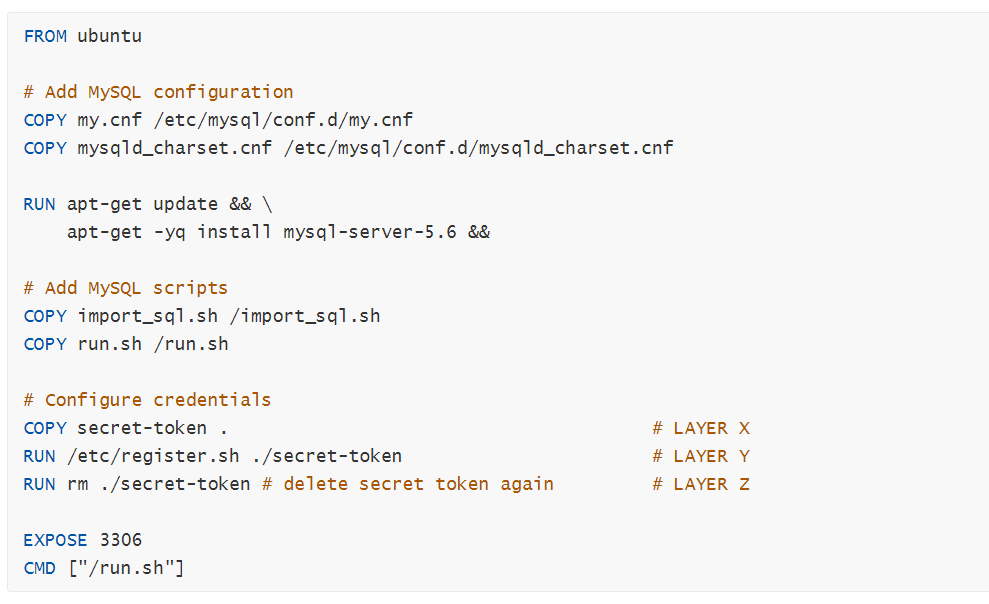 FROM ubuntu
# Add MySQL configuration
COPY my.cnf /etc/mysql/conf.d/my.cnf
COPY mysqld_charset.cnf /etc/mysql/conf.d/mysqld_charset.cnf
RUN apt-get update && \
    apt-get -yq install mysql-server-5.6 &&
# Add MySQL scripts
COPY import_sql.sh /import_sql.sh
COPY run.sh /run.sh
# Configure credentials
COPY secret-token .                                       # LAYER X
RUN /etc/register.sh ./secret-token                       # LAYER Y
RUN rm ./secret-token # delete secret token again         # LAYER Z
EXPOSE 3306
CMD ["/run.sh"]